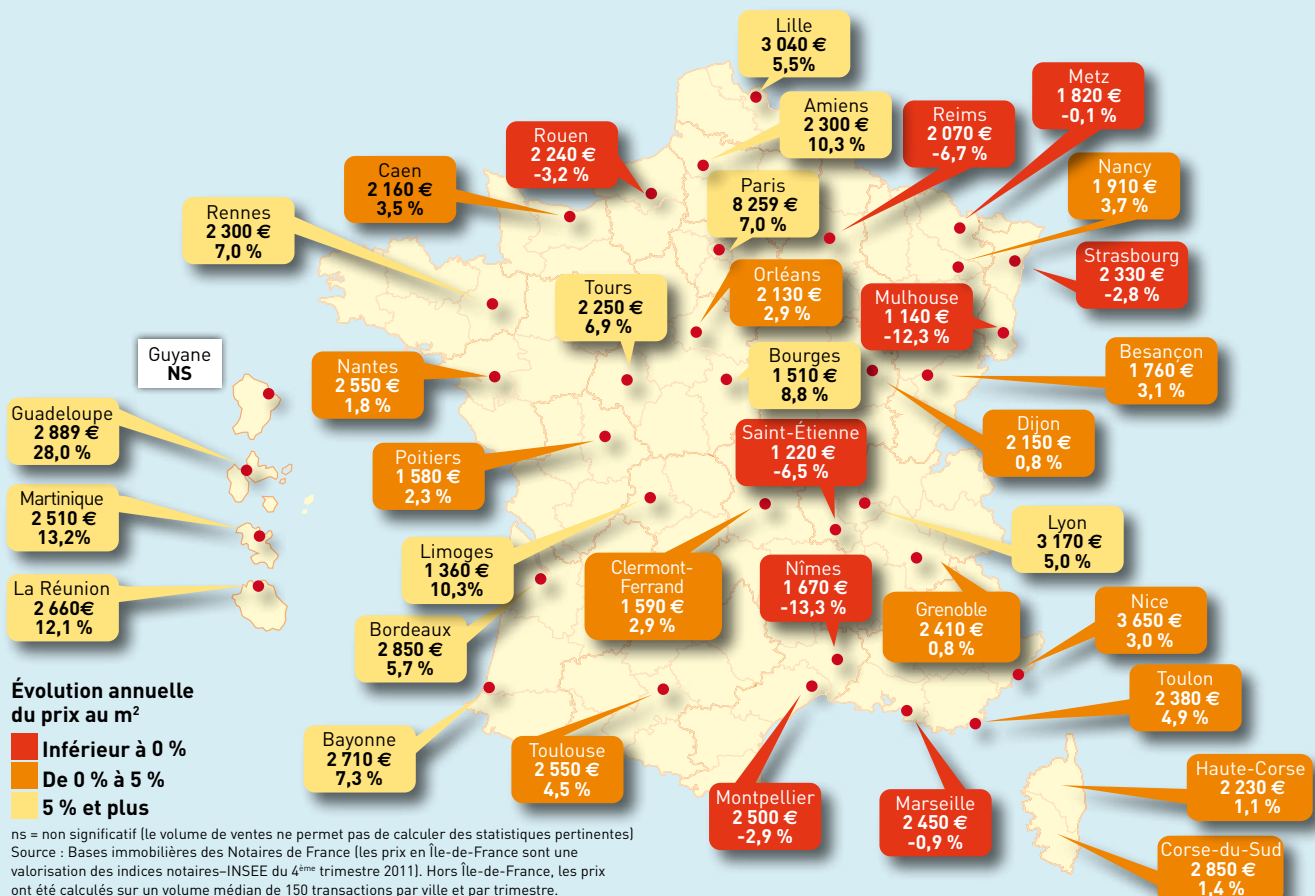 Lille
3 040 €
5,5%
Metz
1 820 €
-0,1 %
Amiens
2 300 €
10,3 %
Reims
2 070 €
-6,7 %
Rouen
2 240 €
-3,2 %
Caen
2 160 €
3,5 %
Nancy
1 910 €
3,7 %
Paris
8 259 €
7,0 %
Rennes
2 300 €
7,0 %
Strasbourg
2 330 €
-2,8 %
Orléans
2 130 €
2,9 %
Tours
2 250 €
6,9 %
Mulhouse
1 140 €
-12,3 %
Guyane
NS
Nantes
2 550 €
1,8 %
Bourges
1 510 €
8,8 %
Besançon
1 760 €
3,1 %
Guadeloupe
2 889 €
28,0 %
Saint-Étienne
1 220 €
-6,5 %
Dijon
2 150 €
0,8 %
Poitiers
1 580 €
2,3 %
Martinique
2 510 €
13,2%
Lyon
3 170 €
5,0 %
Limoges
1 360 €
10,3%
Clermont-
Ferrand
1 590 €
2,9 %
Nîmes
1 670 €
-13,3 %
La Réunion
2 660€
12,1 %
Grenoble
2 410 €
0,8 %
Nice
3 650 €
3,0 %
Bordeaux
2 850 €
5,7 %
Toulon
2 380 €
4,9 %
Bayonne
2 710 €
7,3 %
Toulouse
2 550 €
4,5 %
Montpellier
2 500 €
-2,9 %
Marseille
2 450 €
-0,9 %
Haute-Corse
2 230 €
1,1 %
Corse-du-Sud
2 850 €
1,4 %
Évolution annuelle
du prix au m²
Inférieur à 0 %
De 0 % à 5 %
5 % et plus
ns = non significatif (le volume de ventes ne permet pas de calculer des statistiques pertinentes)
Source : Bases immobilières des Notaires de France (les prix en Île-de-France sont une
valorisation des indices notaires–INSEE du 4ème trimestre 2011). Hors Île-de-France, les prix
ont été calculés sur un volume médian de 150 transactions par ville et par trimestre.